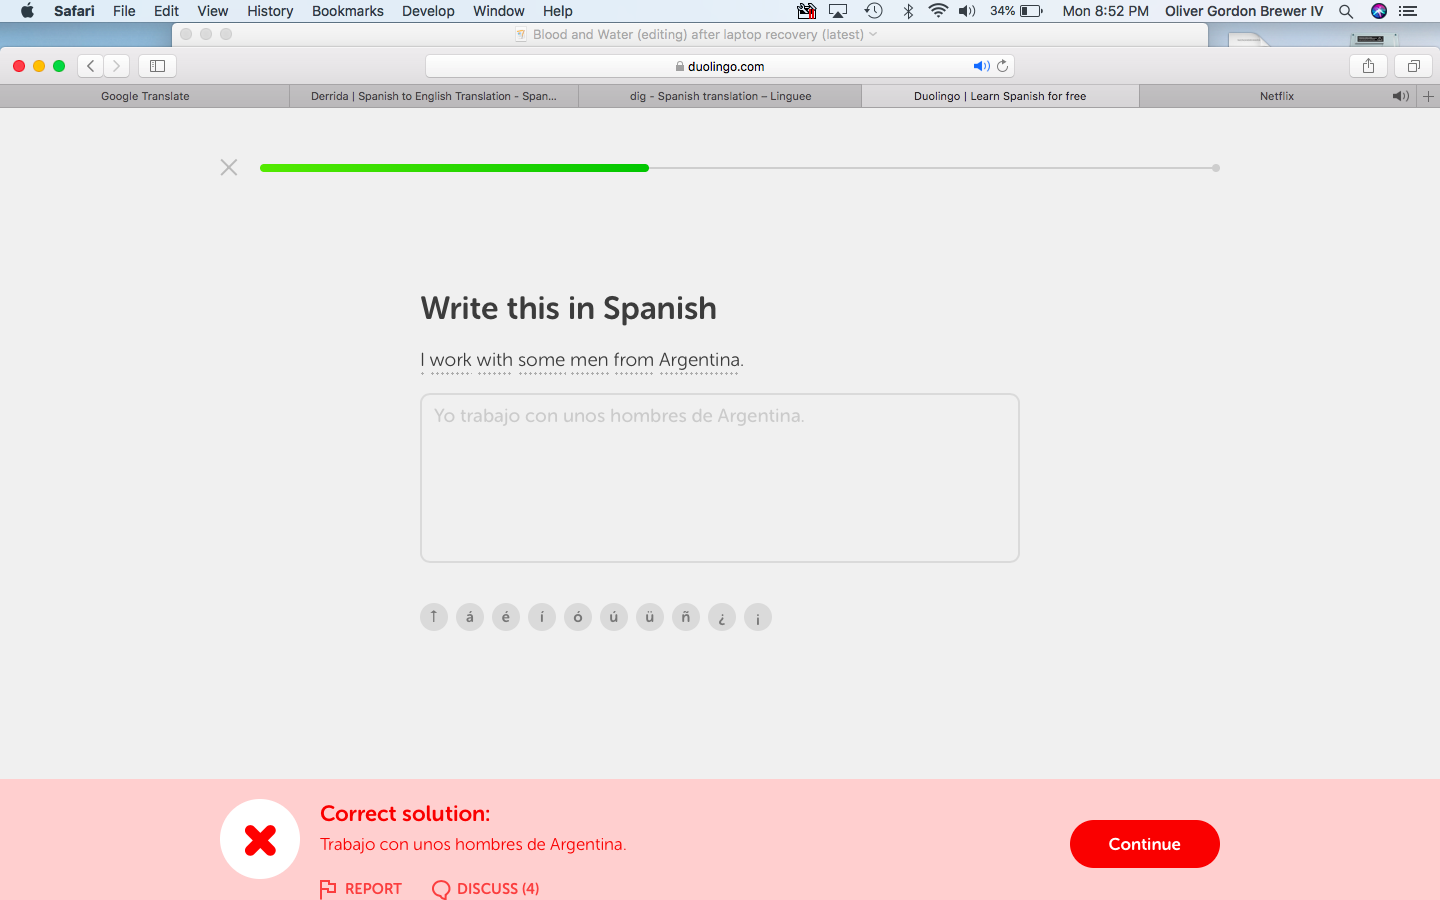 Safari File Edit View History Bookmarks Develop Window Help 34% Mon 8:52 PM Oliver Gordon Brewer IV
Blood and Water (editing) after laptop recovery (latest)
duolingo.com
Google Translate
Derrida | Spanish to English Translation - Span...
dig - Spanish translation – Linguee
Duolingo | Learn Spanish for free
Netflix
Write this in Spanish
I work with some men from Argentina.
Yo trabajo con unos hombres de Argentina.
↑ á é í ó ú ü ñ ¿ ¡
Correct solution:
Trabajo con unos hombres de Argentina.
Continue
REPORT DISCUSS (4)